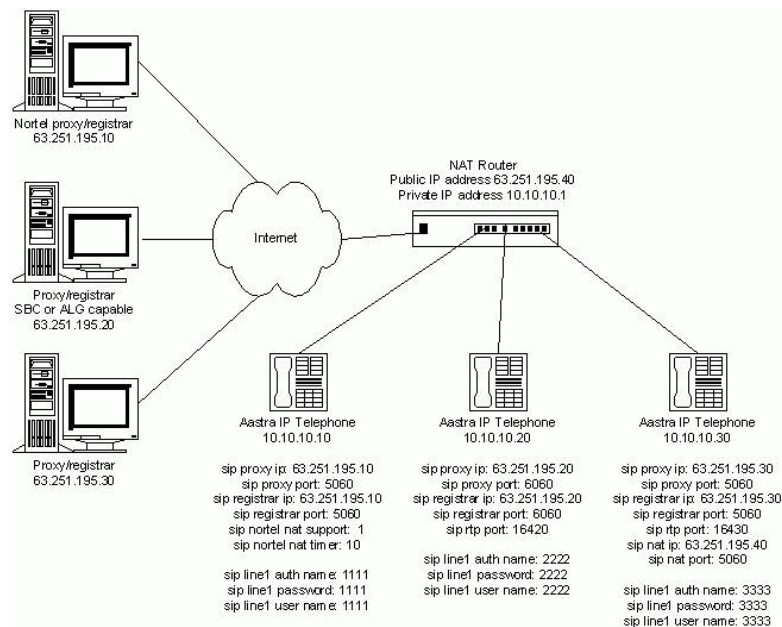 Nortel proxy/registrar
63.251.195.10
NAT Router
Public IP address 63.251.195.40
Private IP address 10.10.10.1
Internet
Proxy/registrar
SBC or ALG capable
63.251.195.20
Proxy/registrar
63.251.195.30
Aastra IP Telephone
10.10.10.10
sip proxy ip: 63.251.195.10
sip proxy port: 5060
sip registrar ip: 63.251.195.10
sip registrar port: 5060
sip nortel nat support: 1
sip nortel nat timer: 10
sip line1 auth name: 1111
sip line1 password: 1111
sip line1 user name: 1111
Aastra IP Telephone
10.10.10.20
sip proxy ip: 63.251.195.20
sip proxy port: 6060
sip registrar ip: 63.251.195.20
sip registrar port: 6060
sip rtp port: 16420
sip line1 auth name: 2222
sip line1 password: 2222
sip line1 user name: 2222
Aastra IP Telephone
10.10.10.30
sip proxy ip: 63.251.195.30
sip proxy port: 5060
sip registrar ip: 63.251.195.30
sip registrar port: 5060
sip rtp port: 16430
sip nat ip: 63.251.195.40
sip nat port: 5060
sip line1 auth name: 3333
sip line1 password: 3333
sip line1 user name: 3333